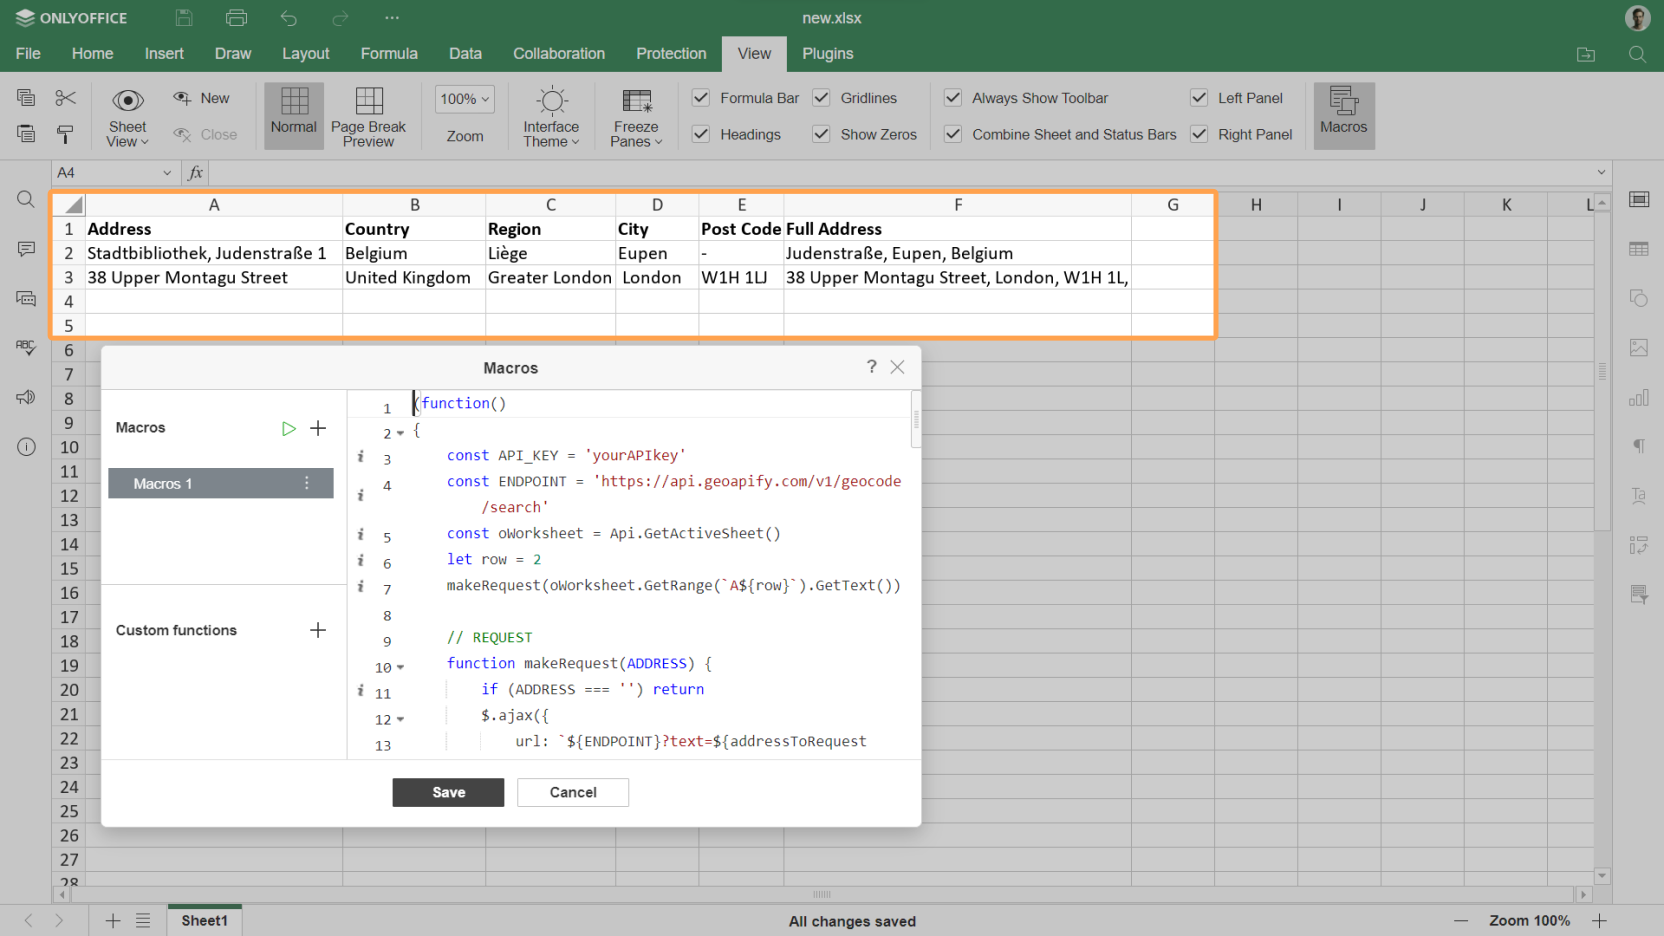 ONLYOFFICE
new.xlsx
File Home Insert Draw Layout Formula Data Collaboration Protection View Plugins
Sheet View
New
Close
Normal
Page Break Preview
100%
Zoom
Interface Theme
Freeze Panes
Formula Bar
Headings
Gridlines
Show Zeros
Always Show Toolbar
Combine Sheet and Status Bars
Left Panel
Right Panel
Macros
A4 fx
A B C D E F G H I J K L
1 Address Country Region City Post Code Full Address
2 Stadtbibliothek, Judenstraße 1 Belgium Liège Eupen - Judenstraße, Eupen, Belgium
3 38 Upper Montagu Street United Kingdom Greater London London W1H 1LJ 38 Upper Montagu Street, London, W1H 1L,
4
5
6
7
8
9
10
11
12
13
14
15
16
17
18
19
20
21
22
23
24
25
26
27
28
Macros ?
Macros
Macros 1
Custom functions
1 (function()
2 {
3 const API_KEY = 'yourAPIkey'
4 const ENDPOINT = 'https://api.geoapify.com/v1/geocode
/search'
5 const oWorksheet = Api.GetActiveSheet()
6 let row = 2
7 makeRequest(oWorksheet.GetRange(`A${row}`).GetText())
8
9 // REQUEST
10 function makeRequest(ADDRESS) {
11 if (ADDRESS === '') return
12 $.ajax({
13 url: `${ENDPOINT}?text=${addressToRequest
Save Cancel
Sheet1
All changes saved
Zoom 100%